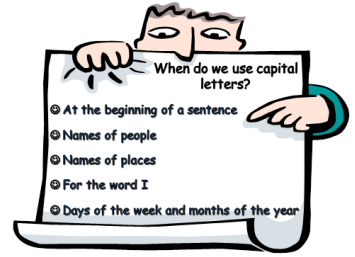 When do we use capital
letters?
☺ At the beginning of a sentence
☺ Names of people
☺ Names of places
☺ For the word I
☺ Days of the week and months of the year